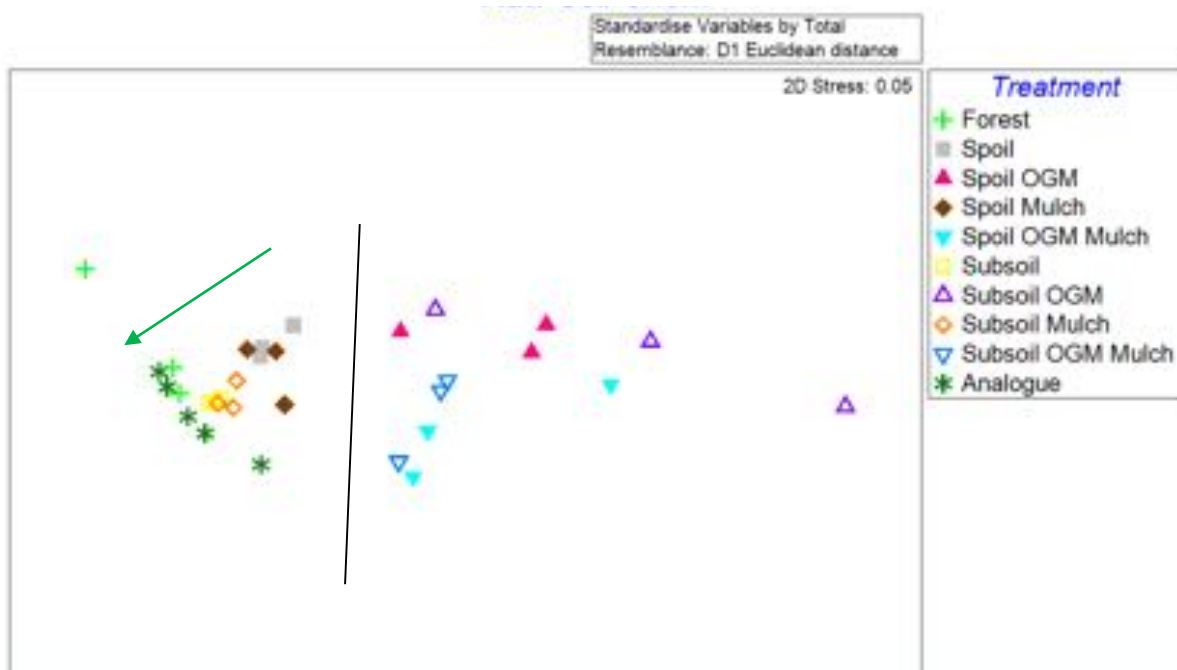 Standardise Variables by Total
Resemblance: D1 Euclidean distance
2D Stress: 0.05
Treatment
Forest
Spoil
Spoil OGM
Spoil Mulch
Spoil OGM Mulch
Subsoil
Subsoil OGM
Subsoil Mulch
Subsoil OGM Mulch
Analogue